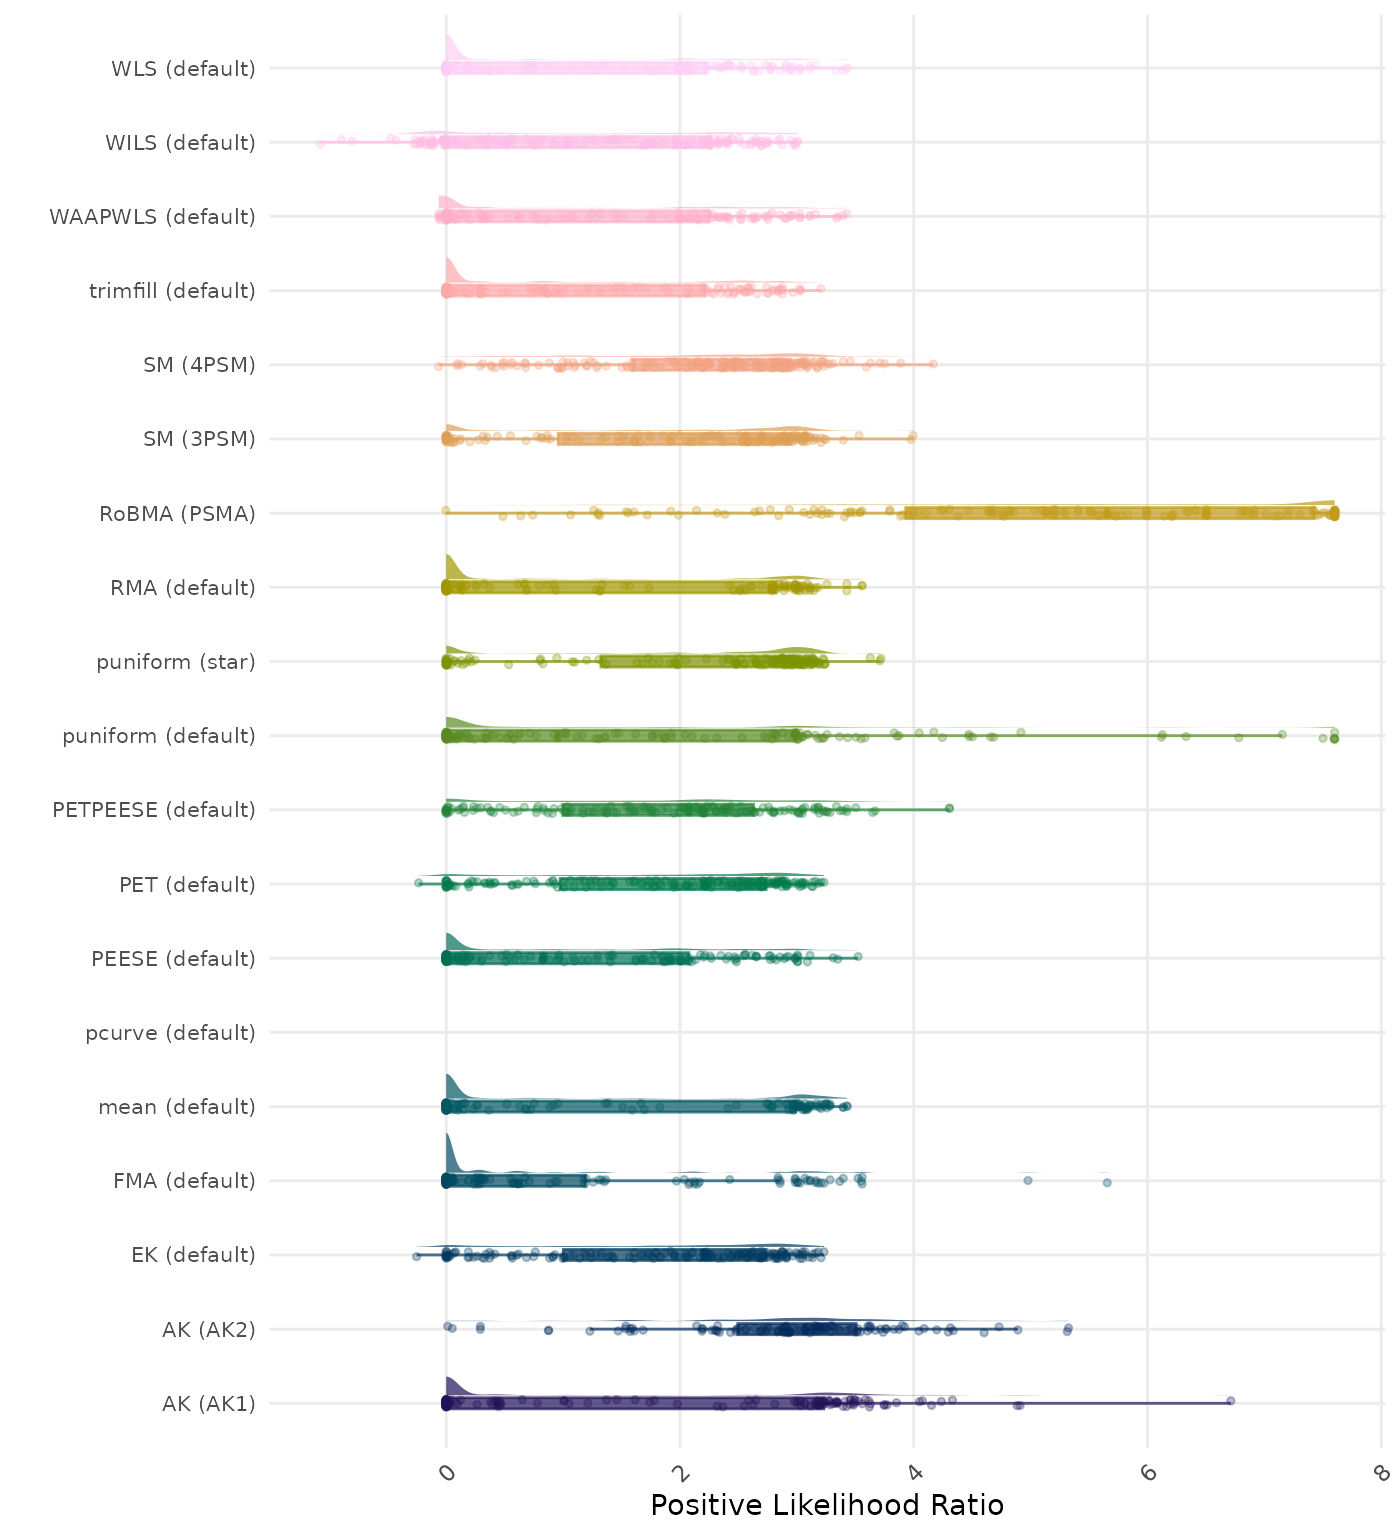 WLS (default)
WILS (default)
WAAPWLS (default)
trimfill (default)
SM (4PSM)
SM (3PSM)
RoBMA (PSMA)
RMA (default)
puniform (star)
puniform (default)
PETPEESE (default)
PET (default)
PEESE (default)
pcurve (default)
mean (default)
FMA (default)
EK (default)
AK (AK2)
AK (AK1)
0 2 4 6 8
Positive Likelihood Ratio